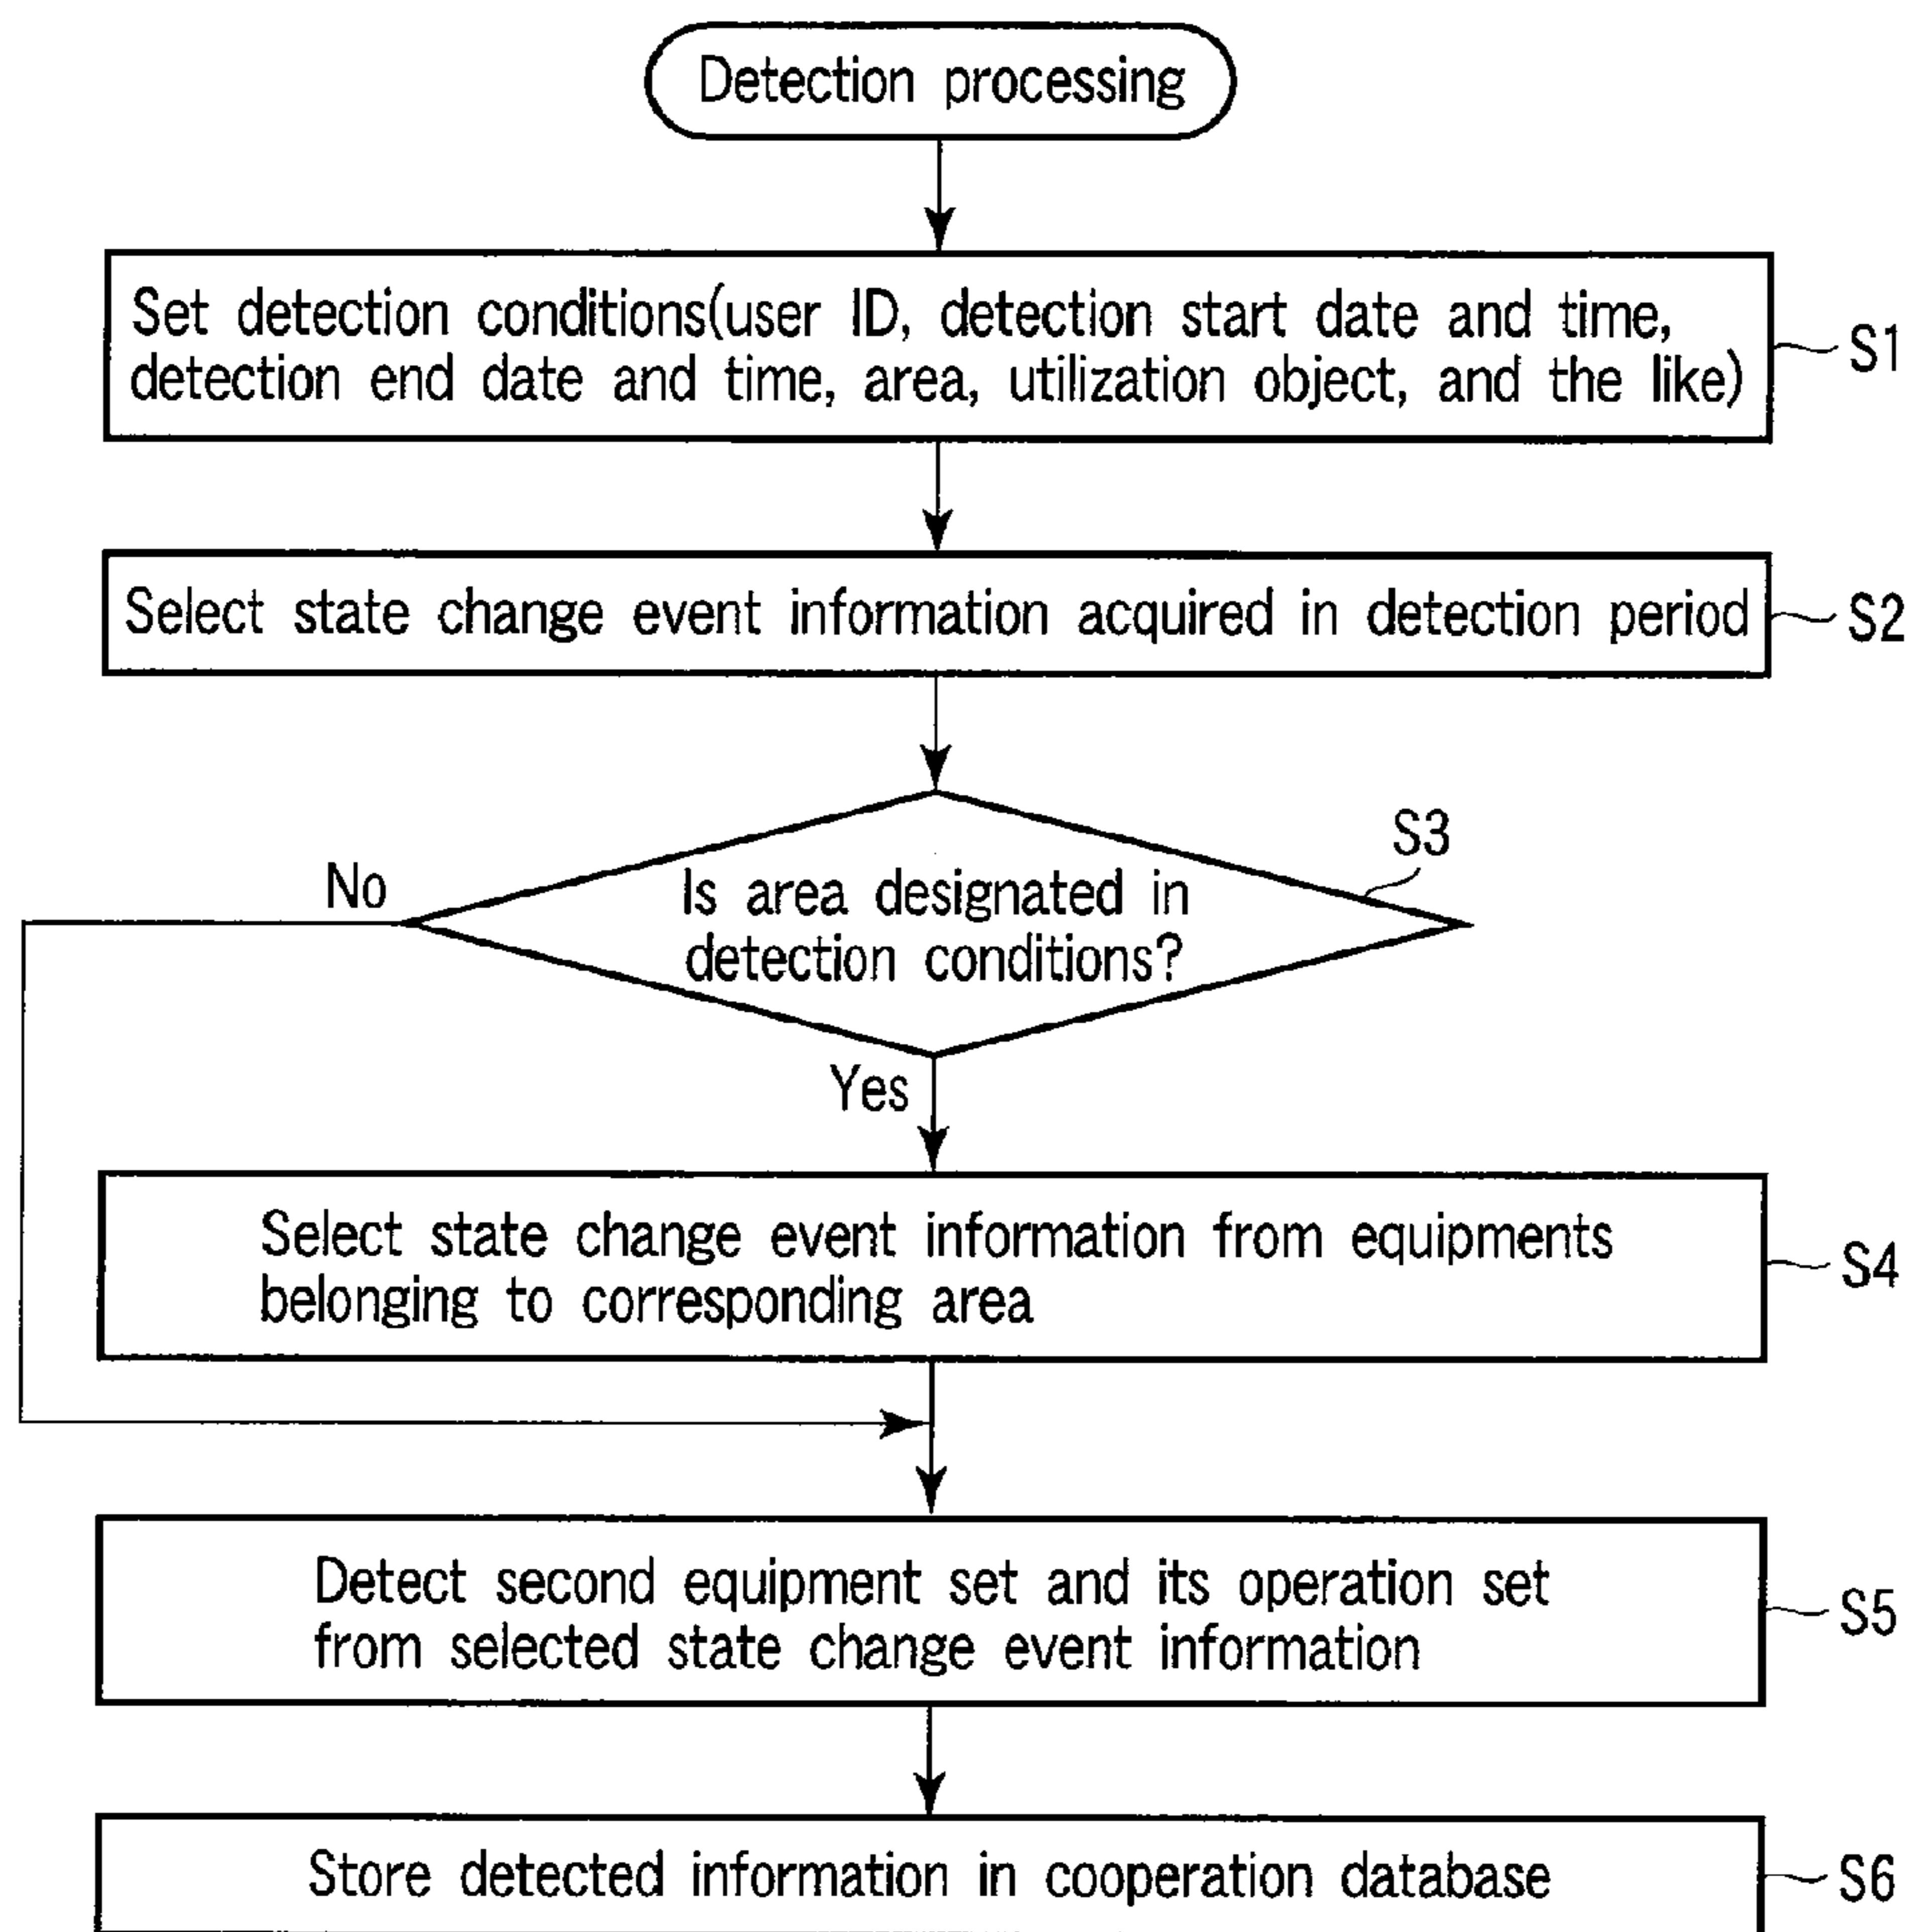 Detection processing
Set detection conditions(user ID, detection start date and time,
detection end date and time, area, utilization object, and the like)
S1
Select state change event information acquired in detection period
S2
S3
No
Is area designated in
detection conditions?
Yes
Select state change event information from equipments
belonging to corresponding area
S4
Detect second equipment set and its operation set
from selected state change event information
S5
Store detected information in cooperation database
S6